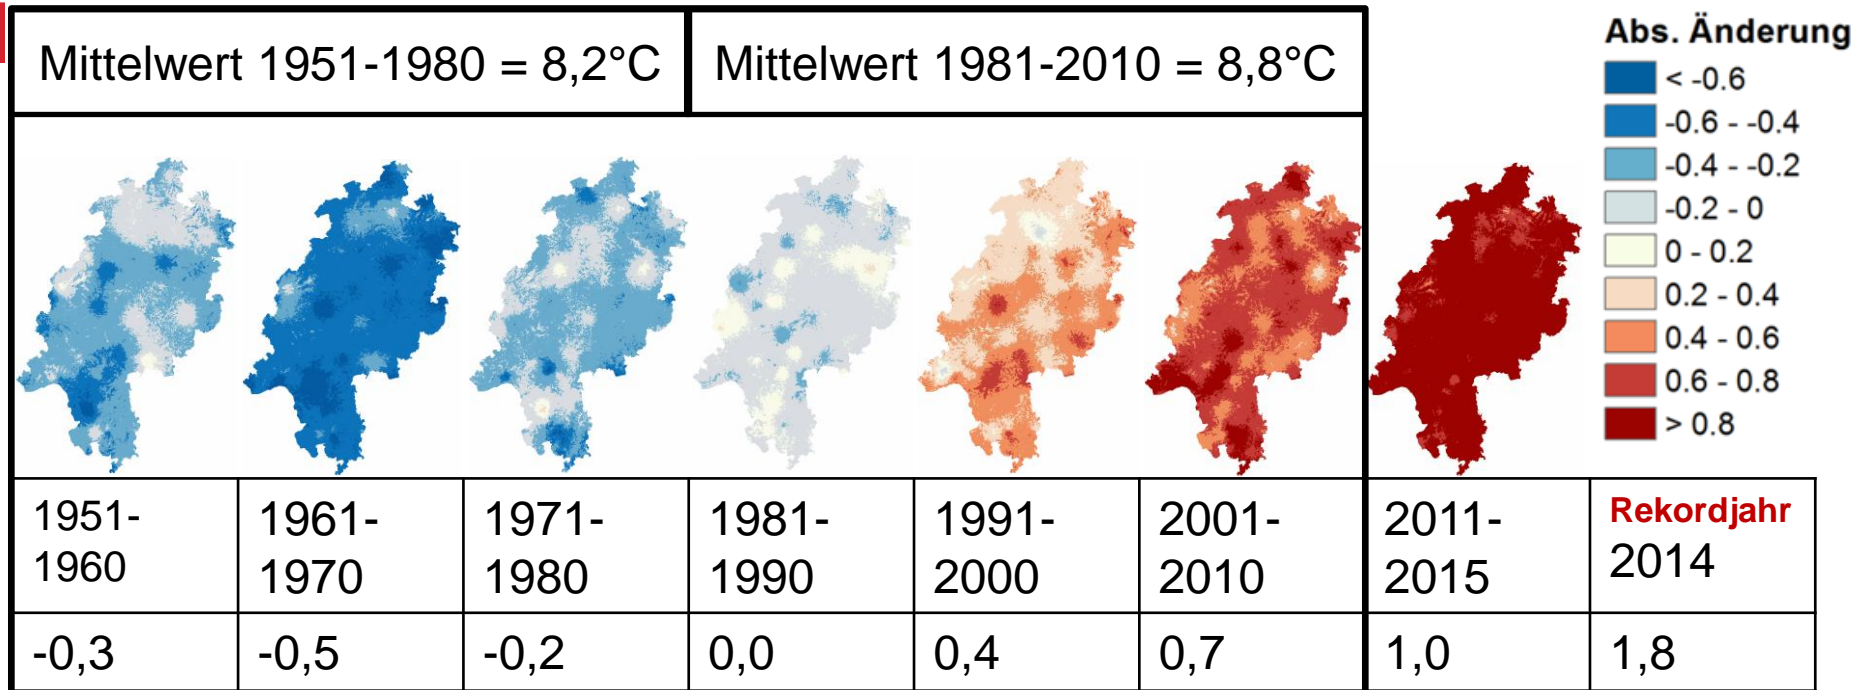 Mittelwert 1951-1980 = 8,2°C
Mittelwert 1981-2010 = 8,8°C
Abs. Änderung
< -0.6
-0.6 - -0.4
-0.4 - -0.2
-0.2 - 0
0 - 0.2
0.2 - 0.4
0.4 - 0.6
0.6 - 0.8
> 0.8
1951-
1960
1961-
1970
1971-
1980
1981-
1990
1991-
2000
2001-
2010
2011-
2015
Rekordjahr
2014
-0,3
-0,5
-0,2
0,0
0,4
0,7
1,0
1,8